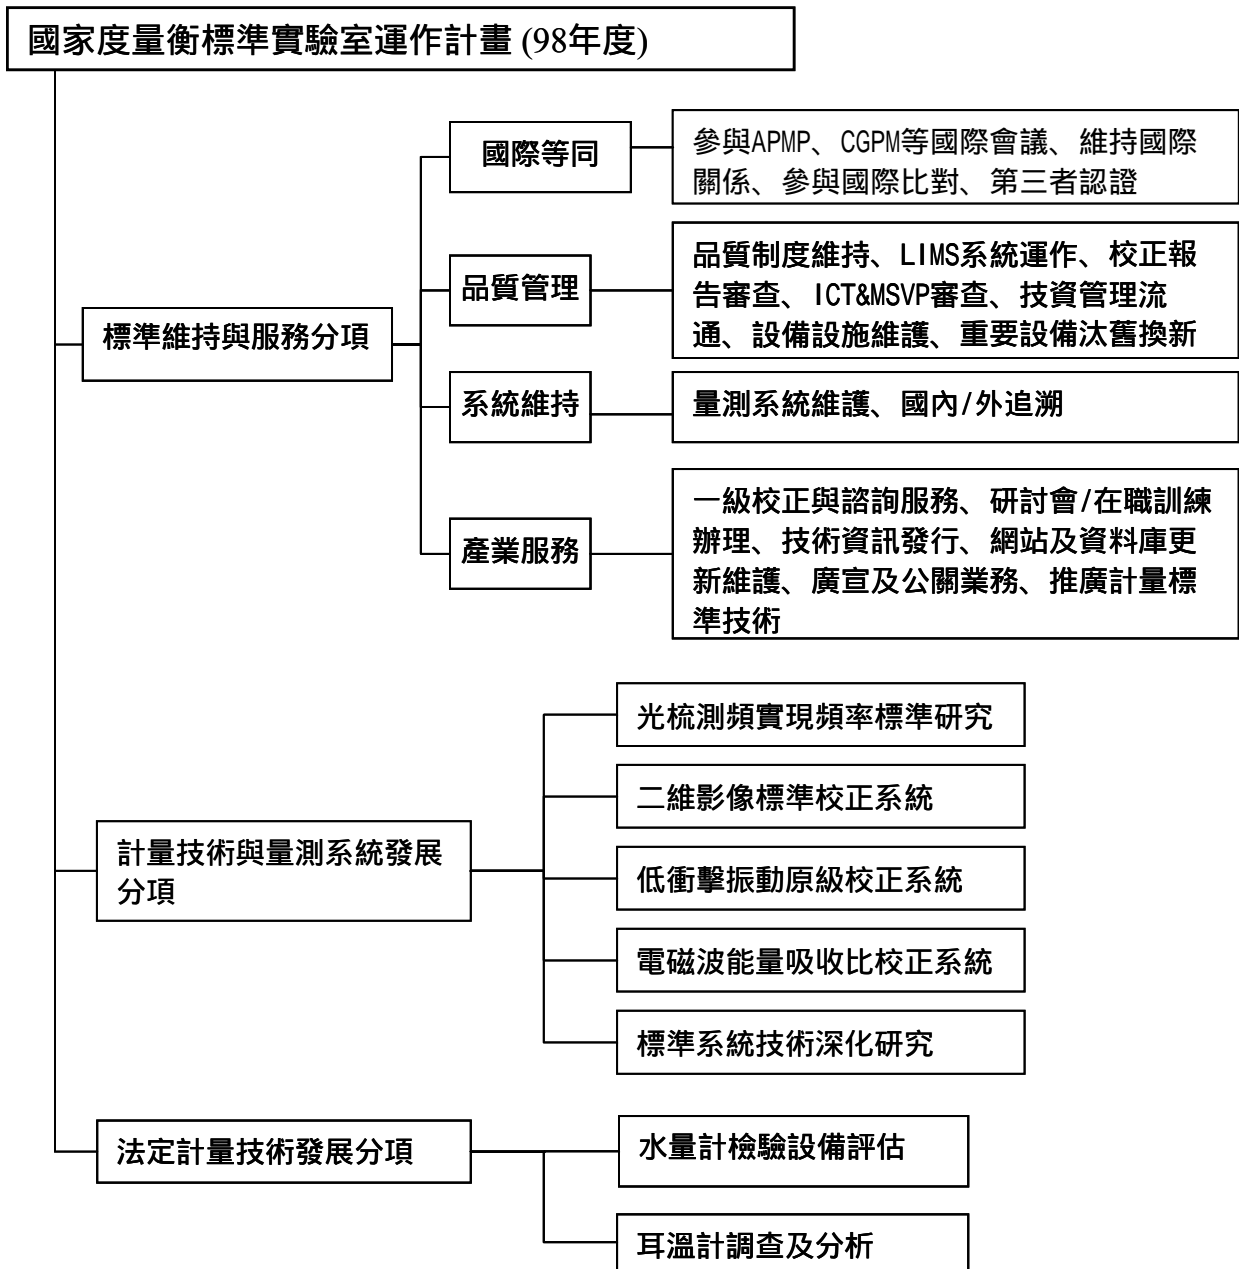 國家度量衡標準實驗室運作計畫 (98年度)
國際等同
參與APMP、CGPM等國際會議、維持國際
關係、參與國際比對、第三者認證
品質管理
品質制度維持、LIMS系統運作、校正報
告審查、ICT&MSVP審查、技資管理流
通、設備設施維護、重要設備汰舊換新
標準維持與服務分項
系統維持
量測系統維護、國內/外追溯
產業服務
一級校正與諮詢服務、研討會/在職訓練
辦理、技術資訊發行、網站及資料庫更
新維護、廣宣及公關業務、推廣計量標
準技術
計量技術與量測系統發展
分項
光梳測頻實現頻率標準研究
二維影像標準校正系統
低衝擊振動原級校正系統
電磁波能量吸收比校正系統
標準系統技術深化研究
法定計量技術發展分項
水量計檢驗設備評估
耳溫計調查及分析